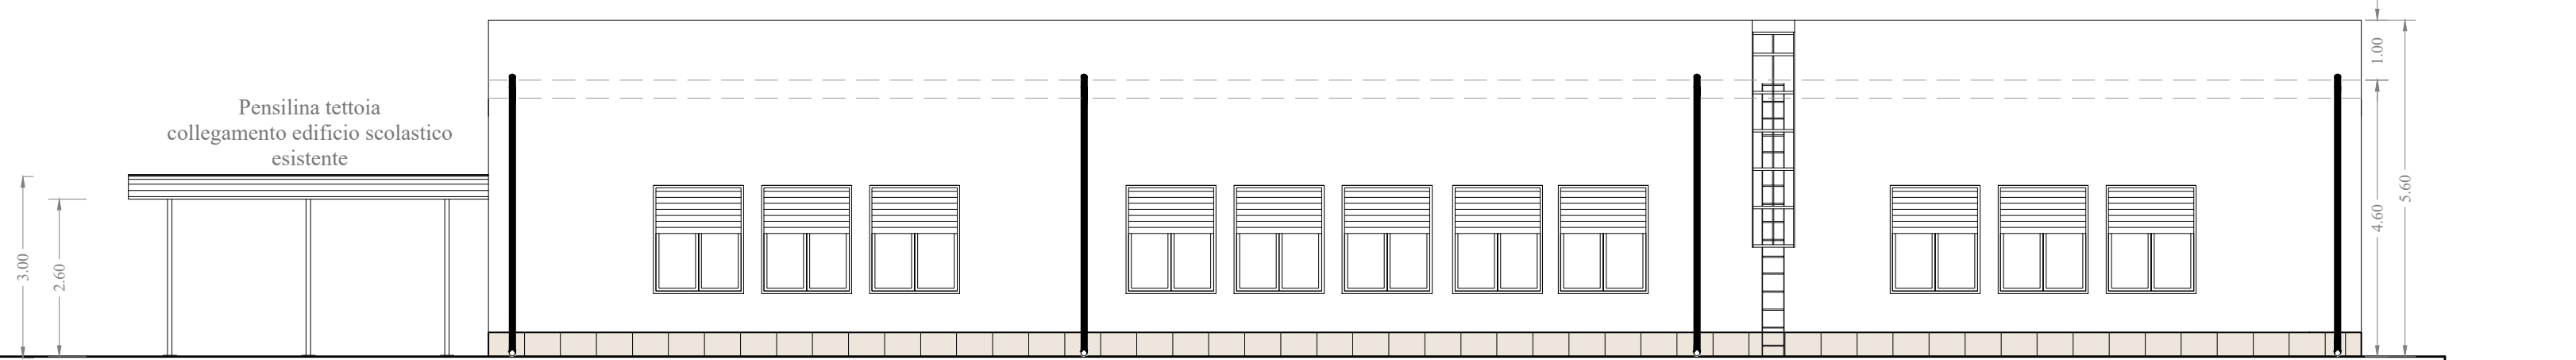 Pensilina tettoia
collegamento edificio scolastico
esistente
3.00
2.60
1.00
4.60
5.60